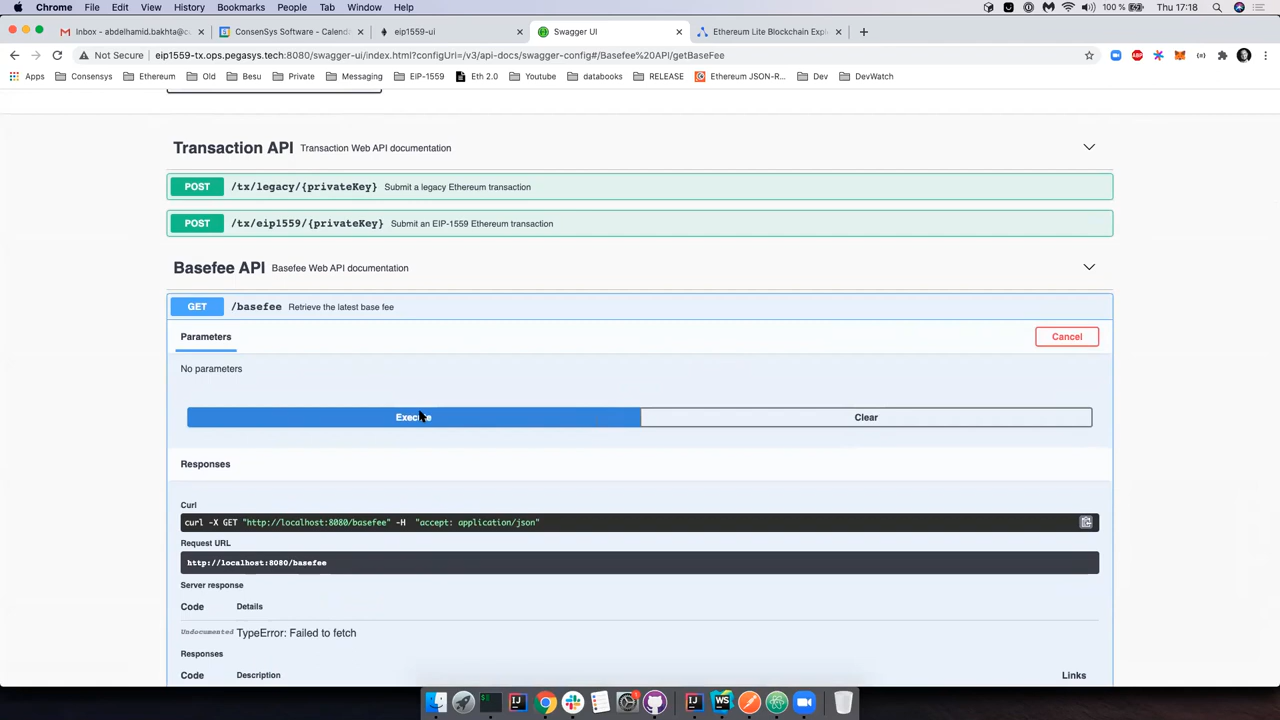 Chrome File Edit View History Bookmarks People Tab Window Help 100 % Thu 17:18
Inbox - abdelhamid.bakhta@c × ConsenSys Software - Calenda × eip1559-ui × Swagger UI × Ethereum Lite Blockchain Expl × +
Not Secure eip1559-tx.ops.pegasys.tech:8080/swagger-ui/index.html?configUrl=/v3/api-docs/swagger-config#/Basefee%20API/getBaseFee
Apps Consensys Ethereum Old Besu Private Messaging EIP-1559 Eth 2.0 Youtube databooks RELEASE Ethereum JSON-R... Dev DevWatch
Transaction API Transaction Web API documentation
POST /tx/legacy/{privateKey} Submit a legacy Ethereum transaction
POST /tx/eip1559/{privateKey} Submit an EIP-1559 Ethereum transaction
Basefee API Basefee Web API documentation
GET /basefee Retrieve the latest base fee
Parameters Cancel
No parameters
Execute Clear
Responses
Curl
curl -X GET "http://localhost:8080/basefee" -H "accept: application/json"
Request URL
http://localhost:8080/basefee
Server response
Code Details
Undocumented TypeError: Failed to fetch
Responses
Code Description Links